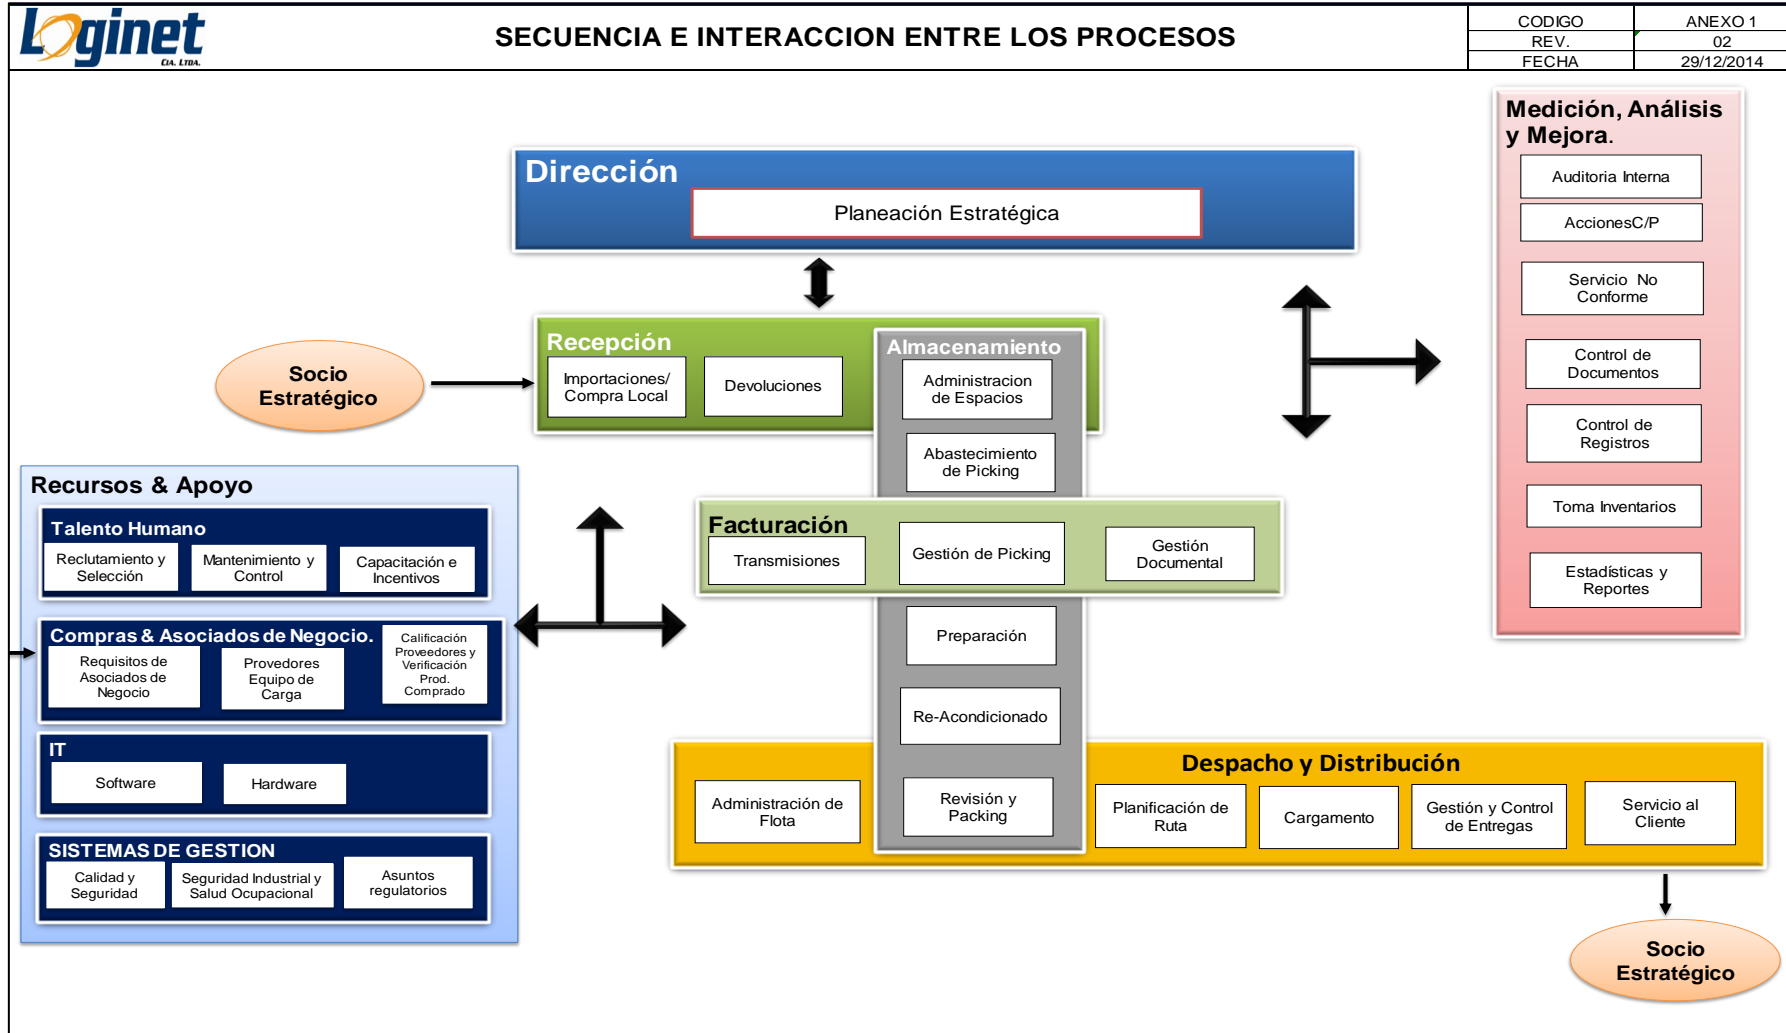 Loginet
CIA. LTDA.
SECUENCIA E INTERACCION ENTRE LOS PROCESOS
CODIGO ANEXO 1
REV. 02
FECHA 29/12/2014
Medición, Análisis
y Mejora.
Auditoria Interna
AccionesC/P
Servicio No
Conforme
Control de
Documentos
Control de
Registros
Toma Inventarios
Estadísticas y
Reportes
Dirección
Planeación Estratégica
Socio
Estratégico
Recepción
Importaciones/
Compra Local
Devoluciones
Almacenamiento
Administracion
de Espacios
Abastecimiento
de Picking
Facturación
Transmisiones
Gestión de Picking
Gestión
Documental
Preparación
Re-Acondicionado
Revisión y
Packing
Recursos & Apoyo
Talento Humano
Reclutamiento y
Selección
Mantenimiento y
Control
Capacitación e
Incentivos
Compras & Asociados de Negocio.
Requisitos de
Asociados de
Negocio
Provedores
Equipo de
Carga
Calificación
Proveedores y
Verificación
Prod.
Comprado
IT
Software
Hardware
SISTEMAS DE GESTION
Calidad y
Seguridad
Seguridad Industrial y
Salud Ocupacional
Asuntos
regulatorios
Despacho y Distribución
Administración de
Flota
Planificación de
Ruta
Cargamento
Gestión y Control
de Entregas
Servicio al
Cliente
Socio
Estratégico